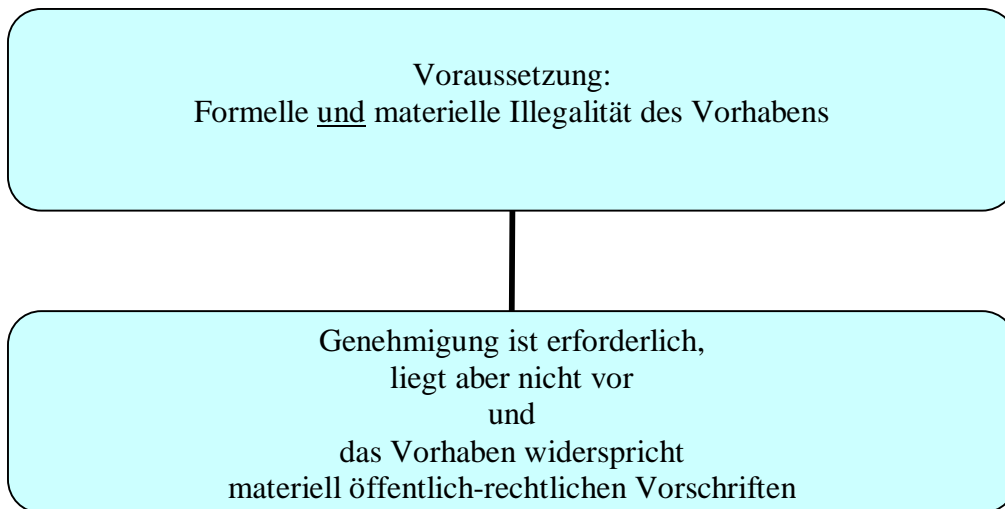 Voraussetzung:
Formelle und materielle Illegalität des Vorhabens
Genehmigung ist erforderlich,
liegt aber nicht vor
und
das Vorhaben widerspricht
materiell öffentlich-rechtlichen Vorschriften